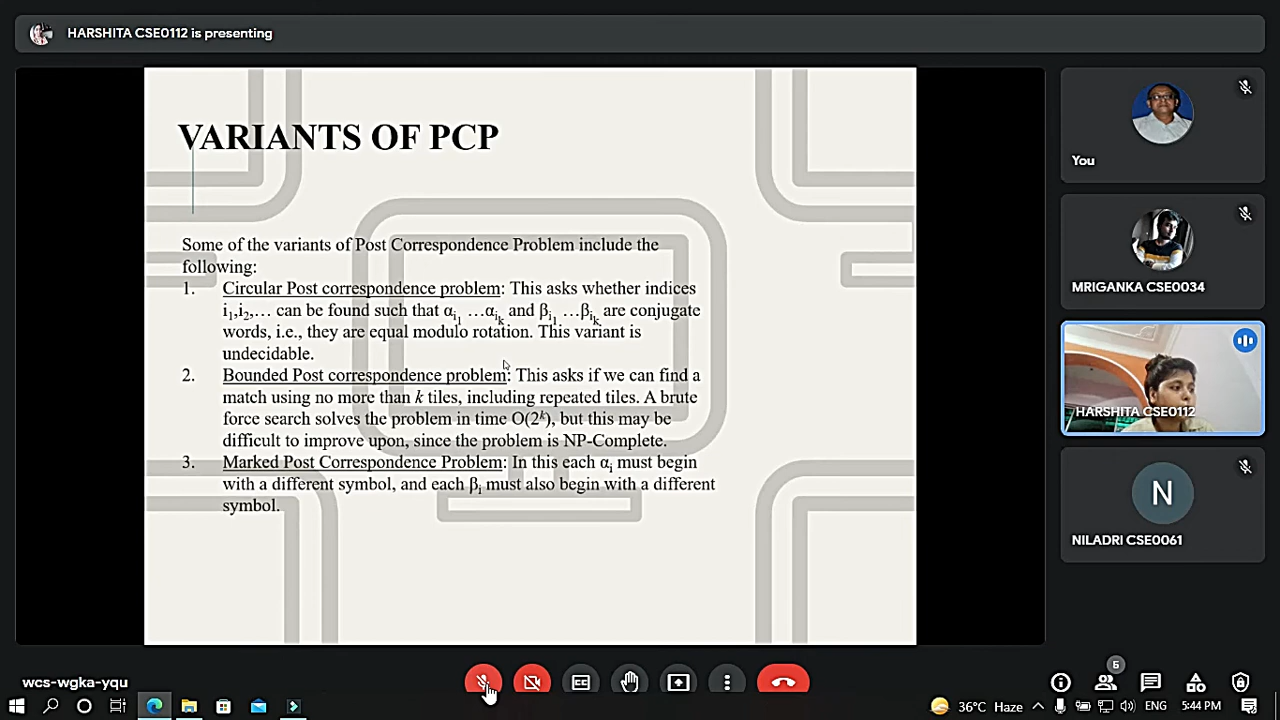 HARSHITA CSE0112 is presenting
VARIANTS OF PCP
Some of the variants of Post Correspondence Problem include the
following:
1. Circular Post correspondence problem: This asks whether indices
i₁,i₂,… can be found such that αᵢ₁ …αᵢₖ and βᵢ₁ …βᵢₖ are conjugate
words, i.e., they are equal modulo rotation. This variant is
undecidable.
2. Bounded Post correspondence problem: This asks if we can find a
match using no more than k tiles, including repeated tiles. A brute
force search solves the problem in time O(2ᵏ), but this may be
difficult to improve upon, since the problem is NP-Complete.
3. Marked Post Correspondence Problem: In this each αᵢ must begin
with a different symbol, and each βᵢ must also begin with a different
symbol.
You
MRIGANKA CSE0034
HARSHITA CSE0112
N
NILADRI CSE0061
wcs-wgka-yqu
5
36°C Haze
ENG
5:44 PM